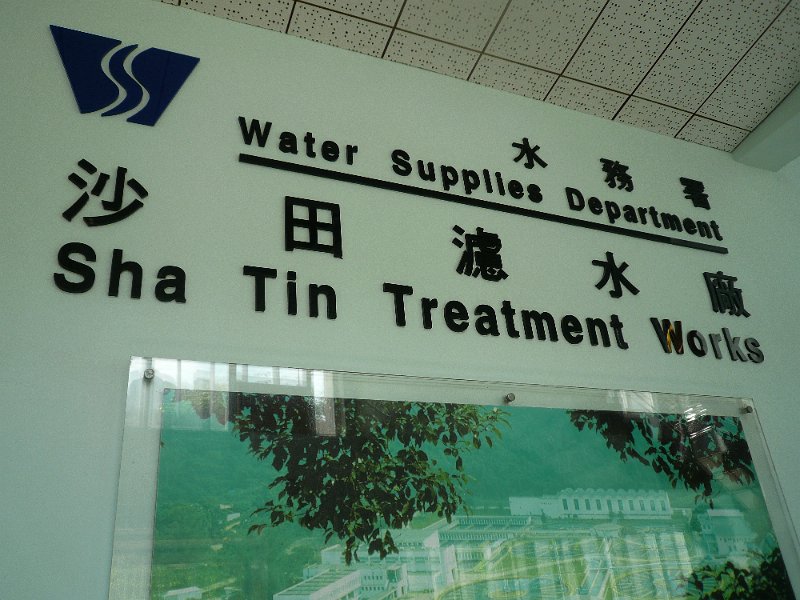 水務署
Water Supplies Department
沙田濾水廠
Sha Tin Treatment Works